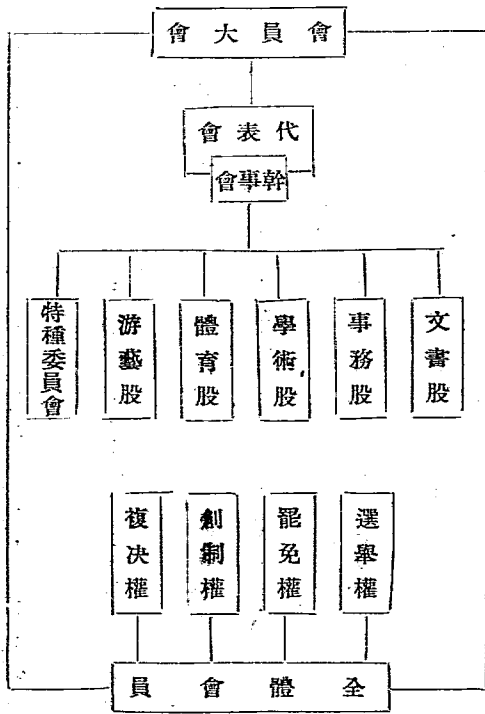 會員大會
代表會
幹事會
文書股
事務股
學術股
體育股
游藝股
特種委員會
選舉權
罷免權
創制權
複決權
全體會員